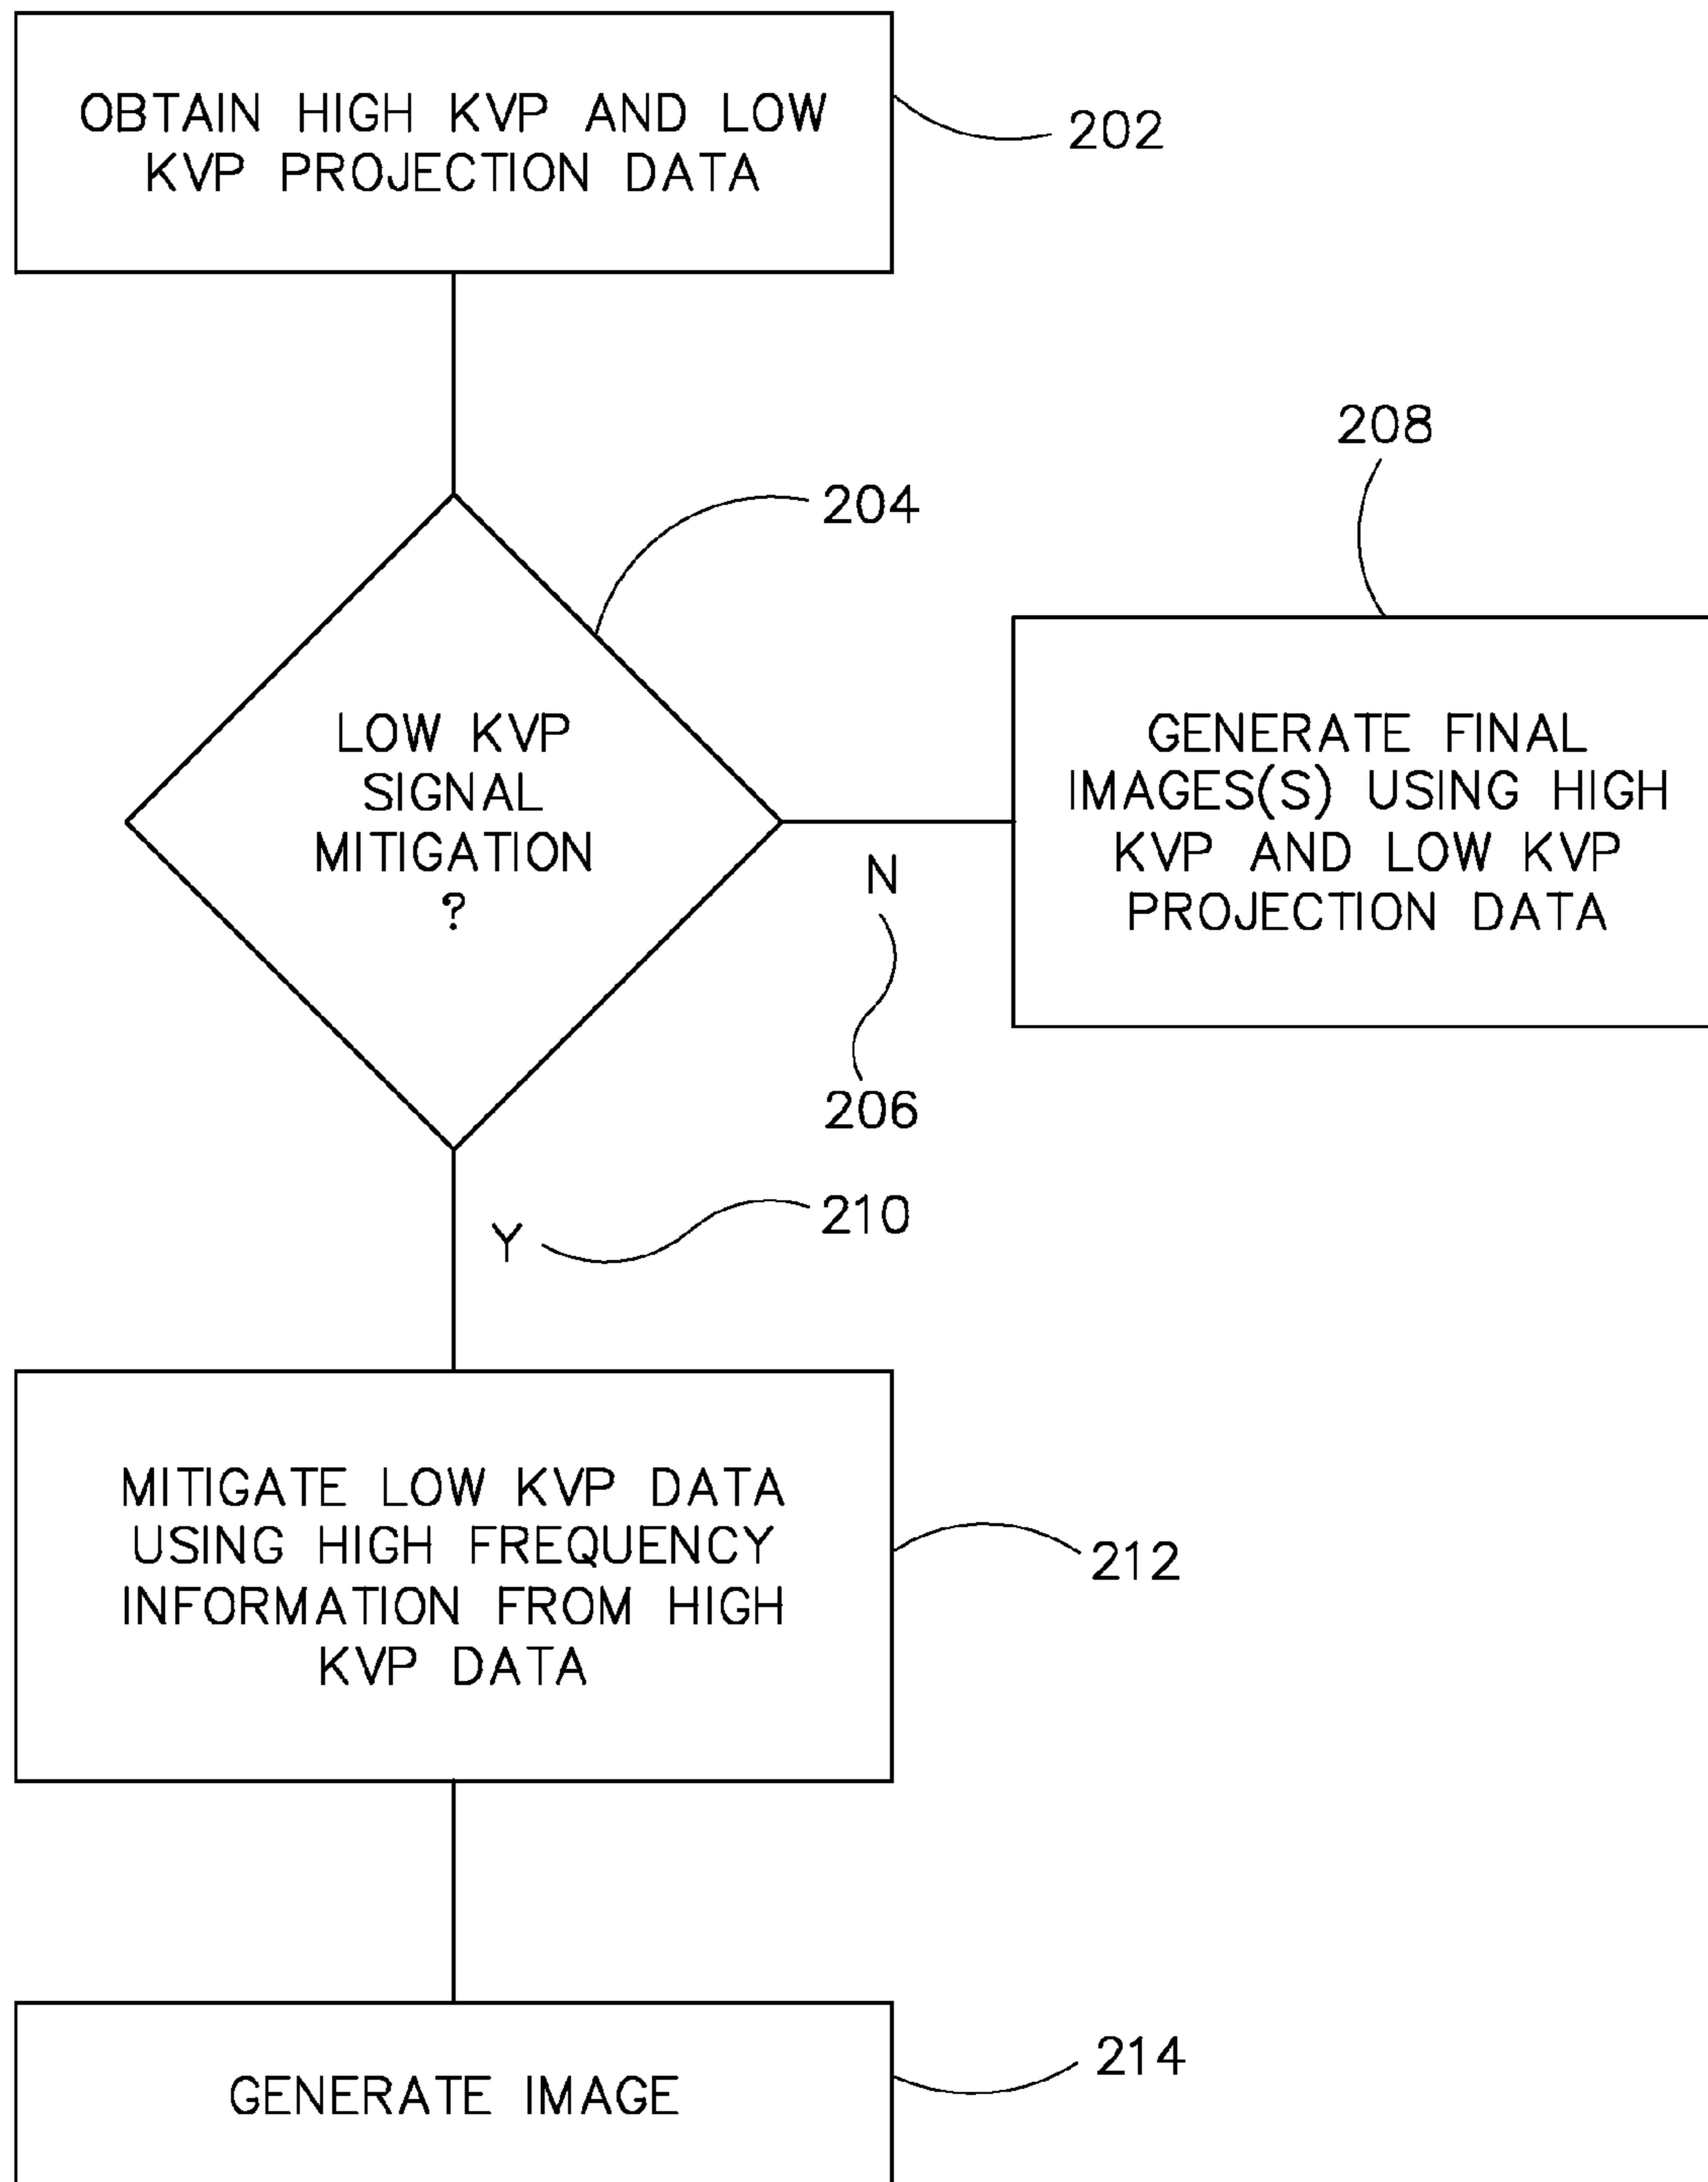 OBTAIN HIGH KVP AND LOW
KVP PROJECTION DATA
202
204
LOW KVP
SIGNAL
MITIGATION
?
N
206
208
GENERATE FINAL
IMAGES(S) USING HIGH
KVP AND LOW KVP
PROJECTION DATA
Y
210
MITIGATE LOW KVP DATA
USING HIGH FREQUENCY
INFORMATION FROM HIGH
KVP DATA
212
GENERATE IMAGE
214